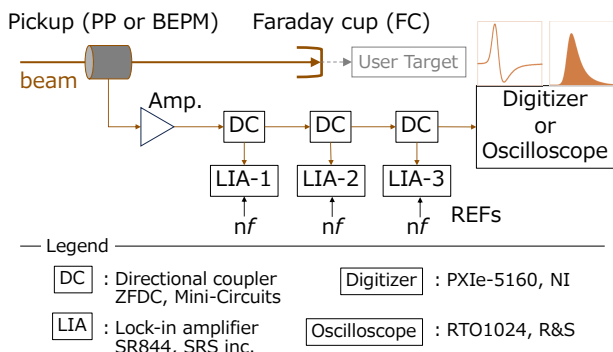 Pickup (PP or BEPM)
Faraday cup (FC)
beam
User Target
Amp.
DC
DC
DC
Digitizer
or
Oscilloscope
LIA-1
LIA-2
LIA-3
nf
nf
nf
REFs
Legend
DC : Directional coupler
ZFDC, Mini-Circuits
Digitizer : PXIe-5160, NI
LIA : Lock-in amplifier
SR844, SRS inc.
Oscilloscope : RTO1024, R&S